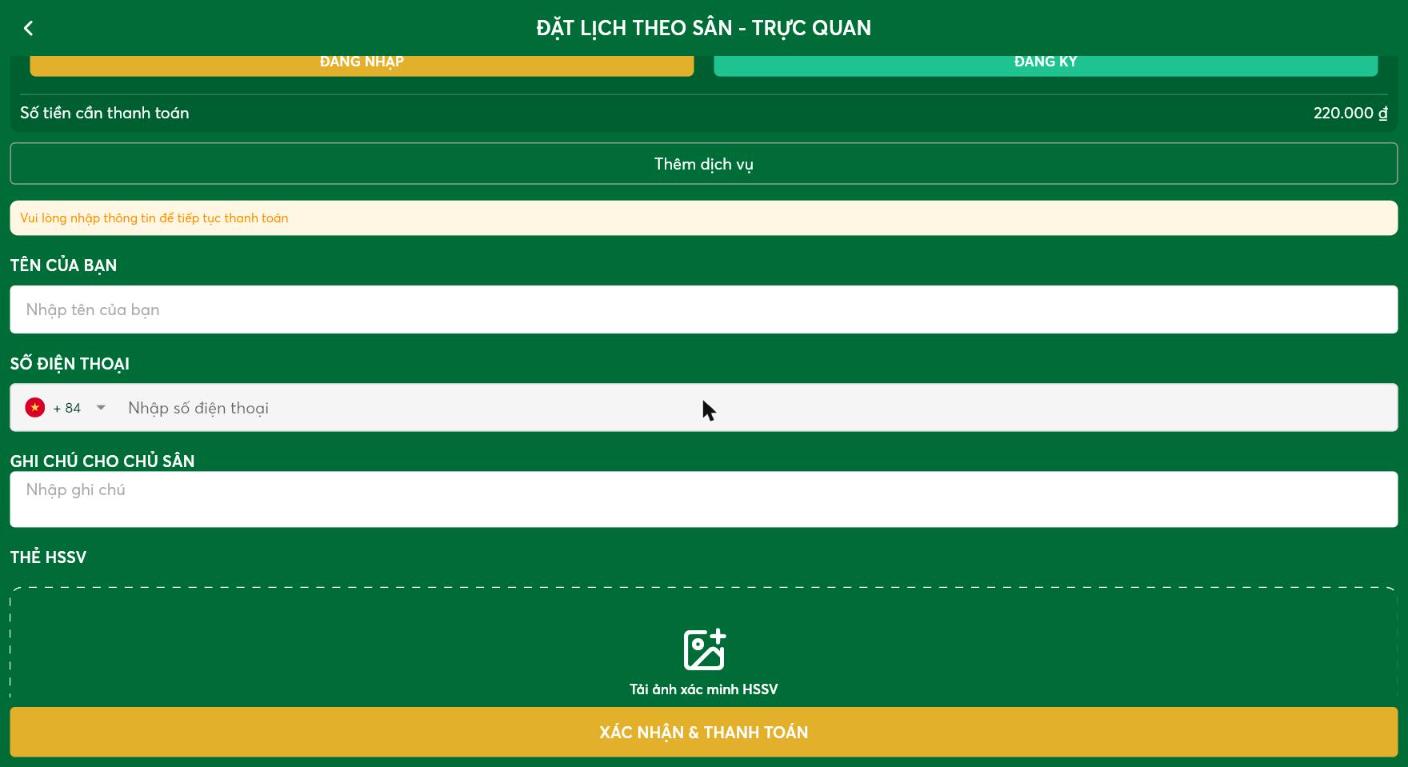 ĐẶT LỊCH THEO SÂN - TRỰC QUAN
ĐĂNG NHẬP
ĐĂNG KÝ
Số tiền cần thanh toán
220.000 ₫
Thêm dịch vụ
Vui lòng nhập thông tin để tiếp tục thanh toán
TÊN CỦA BẠN
Nhập tên của bạn
SỐ ĐIỆN THOẠI
+ 84
Nhập số điện thoại
GHI CHÚ CHO CHỦ SÂN
Nhập ghi chú
THẺ HSSV
Tải ảnh xác minh HSSV
XÁC NHẬN & THANH TOÁN